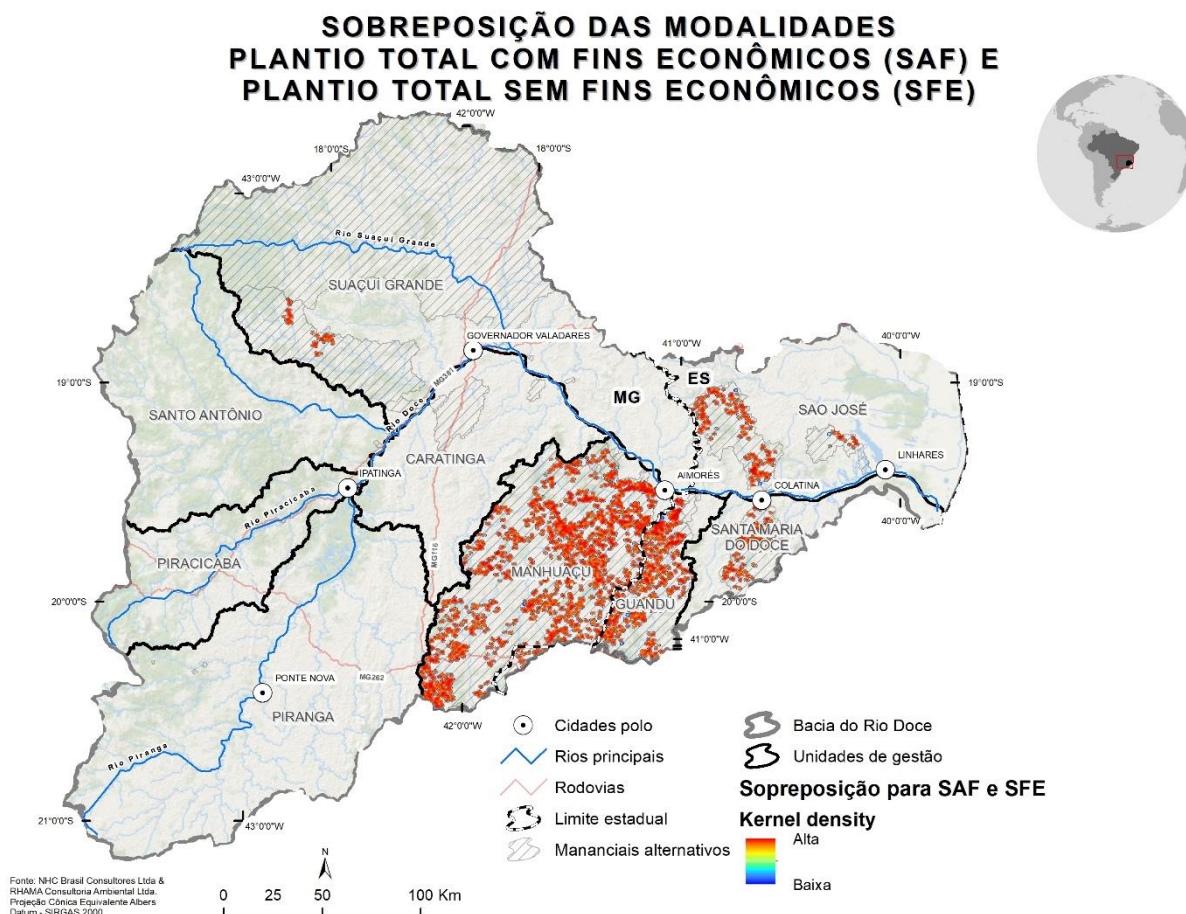 SOBREPOSIÇÃO DAS MODALIDADES
PLANTIO TOTAL COM FINS ECONÔMICOS (SAF) E
PLANTIO TOTAL SEM FINS ECONÔMICOS (SFE)
42°0'0"W
18°0'0"S
18°0'0"S
43°0'0"W
Rio Suaçuí Grande
SUAÇUÍ GRANDE
GOVERNADOR VALADARES
41°0'0"W
40°0'0"W
19°0'0"S
19°0'0"S
MG381
MG
ES
SANTO ANTÔNIO
SAO JOSÉ
Rio Doce
CARATINGA
LINHARES
IPATINGA
AIMORÉS
COLATINA
Rio Piracicaba
40°0'0"W
SANTA MARIA
DO DOCE
PIRACICABA
MG116
MANHUAÇU
GUANDU
20°0'0"S
20°0'0"S
41°0'0"W
PONTE NOVA
MG262
PIRANGA
42°0'0"W
Rio Piranga
21°0'0"S
43°0'0"W
Cidades polo
Rios principais
Rodovias
Limite estadual
Mananciais alternativos
Bacia do Rio Doce
Unidades de gestão
Sopreposição para SAF e SFE
Kernel density
Alta
Baixa
N
0 25 50 100 Km
Fonte: NHC Brasil Consultores Ltda &
RHAMA Consultoria Ambiental Ltda.
Projeção Cônica Equivalente Albers
Datum - SIRGAS 2000